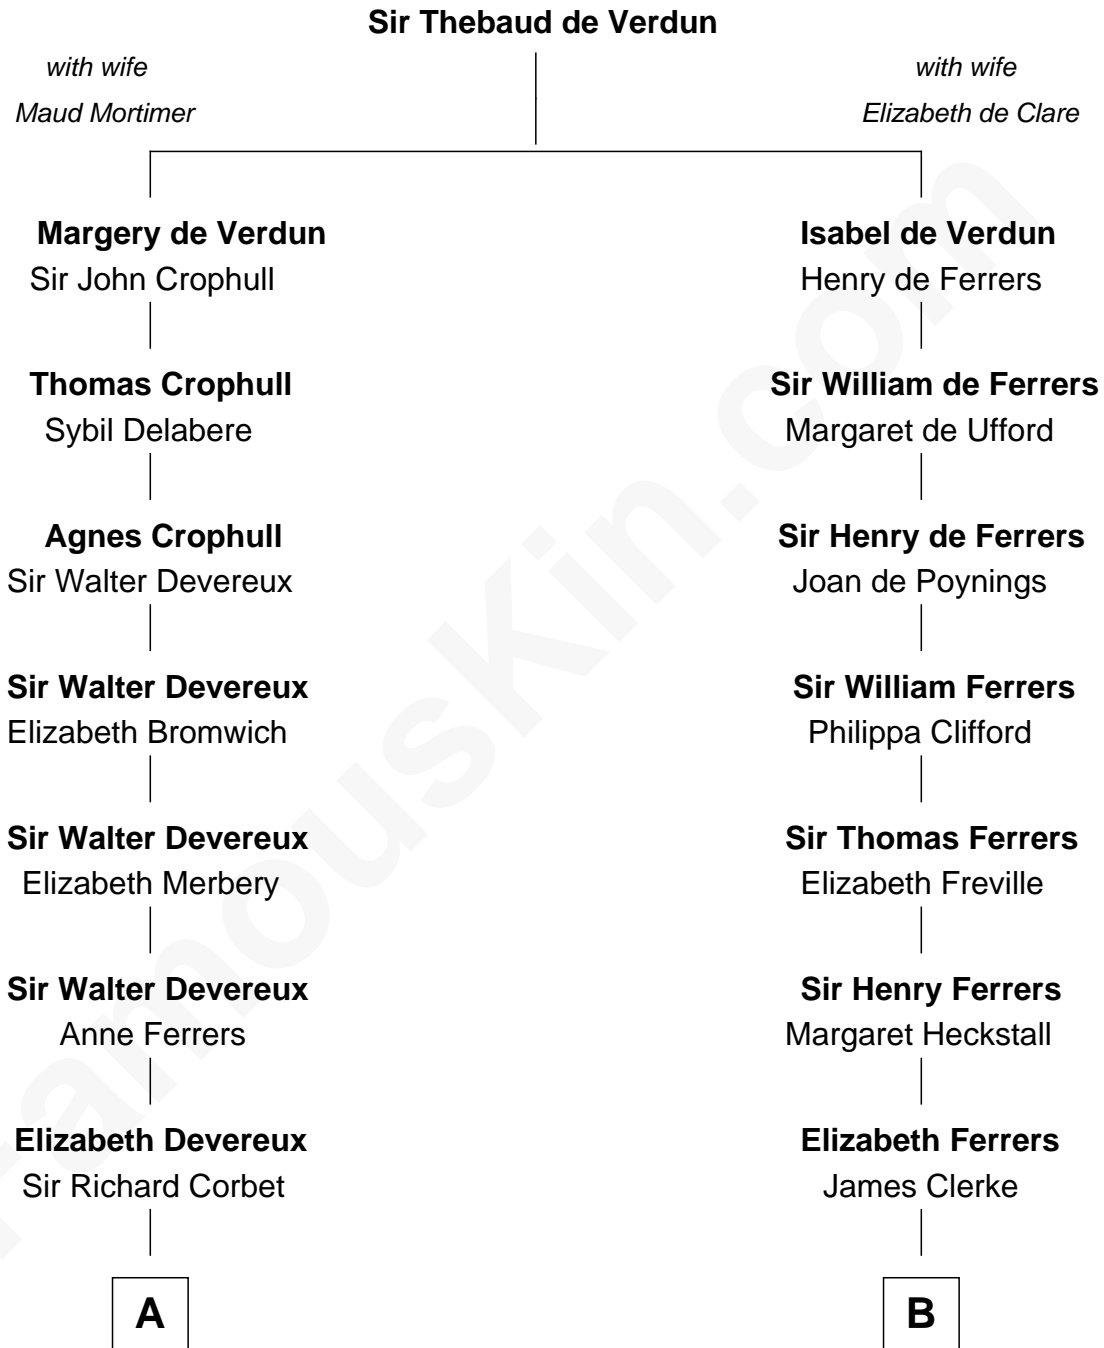 Sir Thebaud de Verdun
with wife
Maud Mortimer
with wife
Elizabeth de Clare
Margery de Verdun
Sir John Crophull
Thomas Crophull
Sybil Delabere
Agnes Crophull
Sir Walter Devereux
Sir Walter Devereux
Elizabeth Bromwich
Sir Walter Devereux
Elizabeth Merbery
Sir Walter Devereux
Anne Ferrers
Elizabeth Devereux
Sir Richard Corbet
A
Isabel de Verdun
Henry de Ferrers
Sir William de Ferrers
Margaret de Ufford
Sir Henry de Ferrers
Joan de Poynings
Sir William Ferrers
Philippa Clifford
Sir Thomas Ferrers
Elizabeth Freville
Sir Henry Ferrers
Margaret Heckstall
Elizabeth Ferrers
James Clerke
B
FamousKin.com